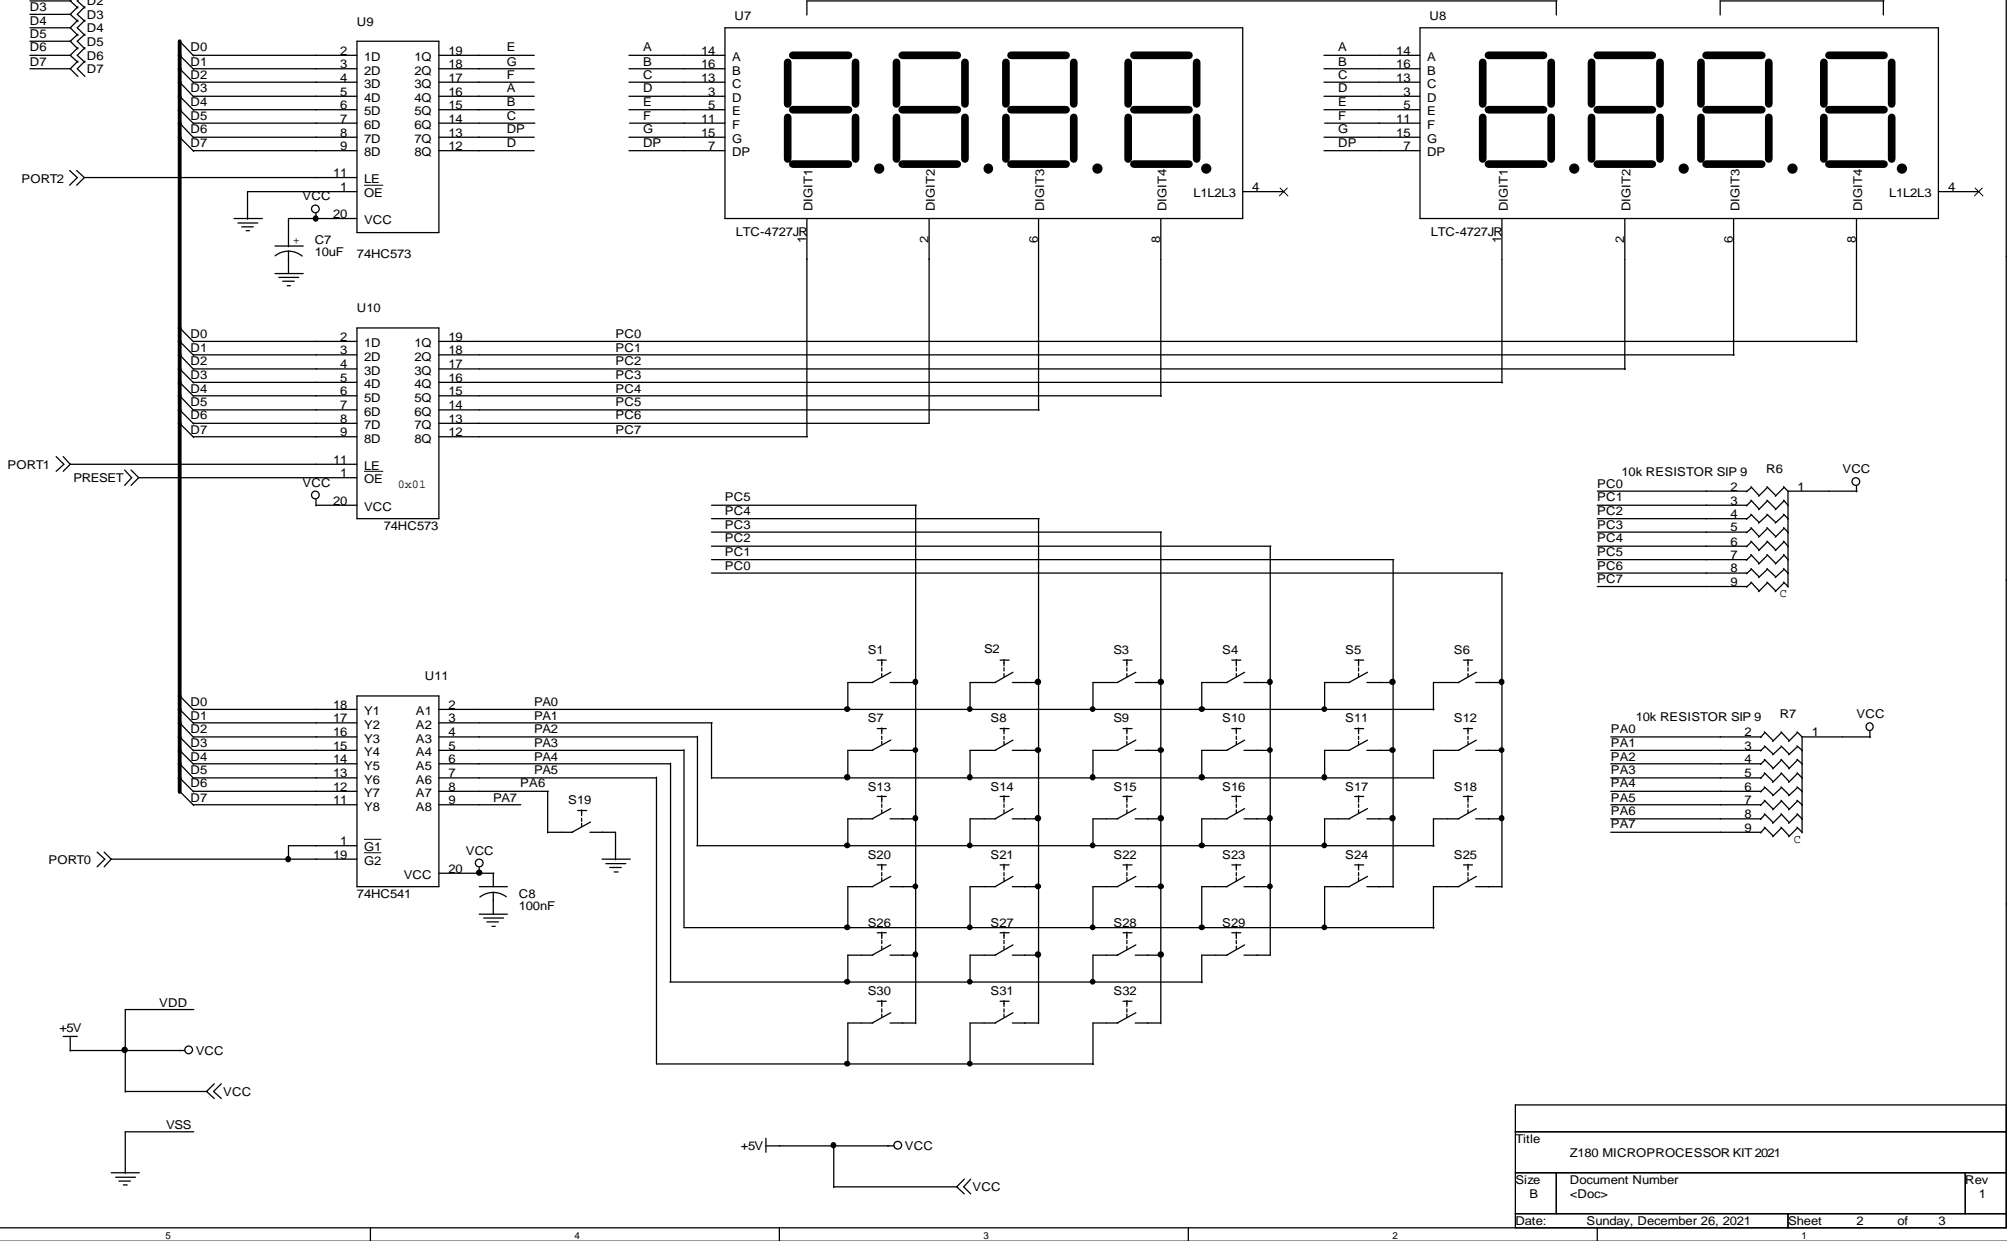 D3 D2
D4 D3
D5 D4
D6 D5
D7 D6
D7
U9
D0 2 1D 1Q 19 E
D1 3 2D 2Q 18 G
D2 4 3D 3Q 17 F
D3 5 4D 4Q 16 A
D4 6 5D 5Q 15 B
D5 7 6D 6Q 14 C
D6 8 7D 7Q 13 DP
D7 9 8D 8Q 12 D
PORT2 11 LE
1 OE
VCC
20 VCC
C7
10uF
74HC573
U7
A 14 A
B 16 B
C 13 C
D 3 D
E 5 E
F 11 F
G 15 G
DP 7 DP
DIGIT1 DIGIT2 DIGIT3 DIGIT4
L1L2L3 4
LTC-4727JR
1 2 6 8
U8
A 14 A
B 16 B
C 13 C
D 3 D
E 5 E
F 11 F
G 15 G
DP 7 DP
DIGIT1 DIGIT2 DIGIT3 DIGIT4
L1L2L3 4
LTC-4727JR
1 2 6 8
U10
D0 2 1D 1Q 19 PC0
D1 3 2D 2Q 18 PC1
D2 4 3D 3Q 17 PC2
D3 5 4D 4Q 16 PC3
D4 6 5D 5Q 15 PC4
D5 7 6D 6Q 14 PC5
D6 8 7D 7Q 13 PC6
D7 9 8D 8Q 12 PC7
PORT1 11 LE
PRESET 1 OE 0x01
VCC
20 VCC
74HC573
PC5
PC4
PC3
PC2
PC1
PC0
10k RESISTOR SIP 9 R6 VCC
PC0 2 1
PC1 3
PC2 4
PC3 5
PC4 6
PC5 7
PC6 8
PC7 9
C
U11
D0 18 Y1 A1 2 PA0
D1 17 Y2 A2 3 PA1
D2 16 Y3 A3 4 PA2
D3 15 Y4 A4 5 PA3
D4 14 Y5 A5 6 PA4
D5 13 Y6 A6 7 PA5
D6 12 Y7 A7 8 PA6
D7 11 Y8 A8 9 PA7
S19
1 G1
PORT0 19 G2
VCC
VCC 20
C8
100nF
74HC541
S1 S2 S3 S4 S5 S6
S7 S8 S9 S10 S11 S12
S13 S14 S15 S16 S17 S18
S20 S21 S22 S23 S24 S25
S26 S27 S28 S29
S30 S31 S32
10k RESISTOR SIP 9 R7 VCC
PA0 2 1
PA1 3
PA2 4
PA3 5
PA4 6
PA5 7
PA6 8
PA7 9
C
VDD
+5V
VCC
VCC
VSS
+5V VCC
VCC
Title
Z180 MICROPROCESSOR KIT 2021
Size Document Number Rev
B <Doc> 1
Date: Sunday, December 26, 2021 Sheet 2 of 3
5 4 3 2 1